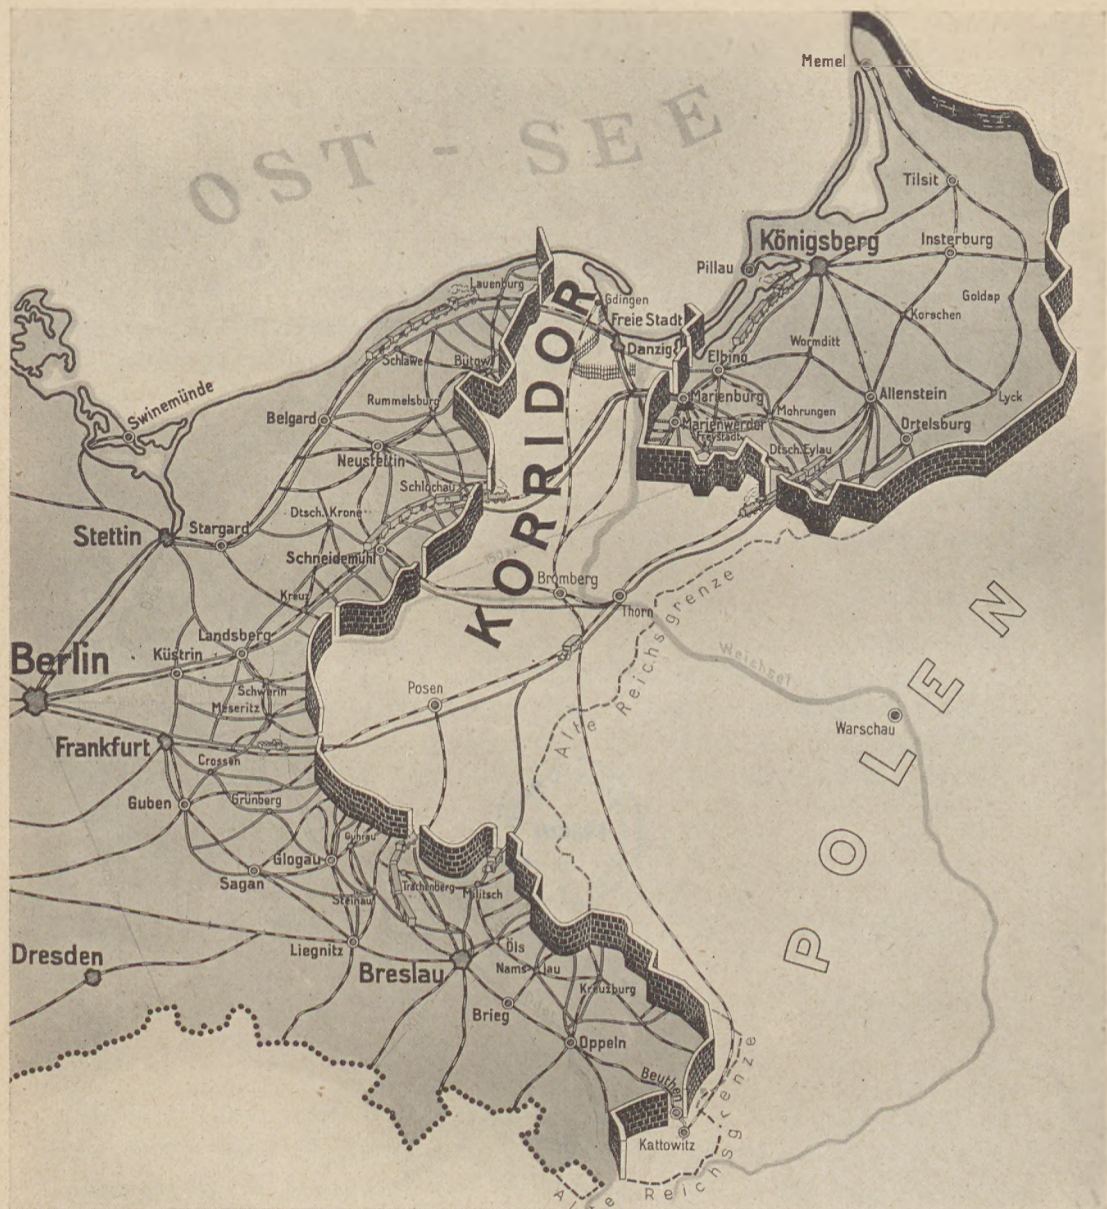 Memel
OST - SEE
Tilsit
Königsberg
Insterburg
Pillau
Lauenburg
Gdingen
Goldap
Freie Stadt
Danzig
Korschen
Wormditt
Schlawe
Bütow
Elbing
Rummelsburg
Marienburg
Allenstein
Lyck
Swinemünde
Belgard
Marienwerder
Mohrungen
Freystadt
Ortelsburg
Neustettin
Dtsch. Eylau
Schlochau
KORRIDOR
Dtsch. Krone
Stettin
Stargard
Schneidemühl
Bromberg
Thorn
Kreuz
Alte Reichsgrenze
Landsberg
Berlin
Küstrin
Weichsel
Schwerin
Meseritz
Posen
Warschau
POLEN
Frankfurt
Crossen
Guben
Grünberg
Guhrau
Glogau
Sagan
Trachenberg
Militsch
Steinau
Liegnitz
Öls
Dresden
Breslau
Nams-lau
Kreuzburg
Brieg
Oppeln
Beuthen
Kattowitz
Alte Reichsgrenze